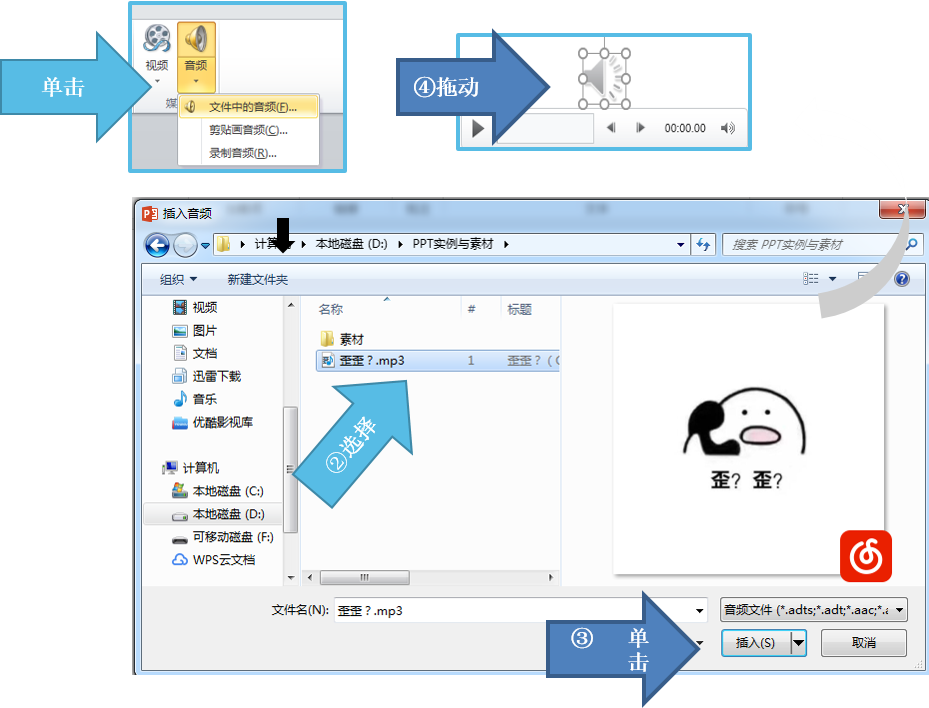 单击
视频
音频
媒
文件中的音频(F)...
剪贴画音频(C)...
录制音频(R)...
④拖动
00:00.00
插入音频
计算 本地磁盘 (D:) PPT实例与素材
搜索 PPT实例与素材
组织 新建文件夹
视频
图片
文档
迅雷下载
音乐
优酷影视库
计算机
本地磁盘 (C:)
本地磁盘 (D:)
可移动磁盘 (F:)
WPS云文档
名称 # 标题
素材
歪歪？.mp3 1 歪歪？ (
②选择
歪? 歪?
文件名(N): 歪歪？.mp3
音频文件 (*.adts;*.adt;*.aac;*.
③ 单击
插入(S) 取消